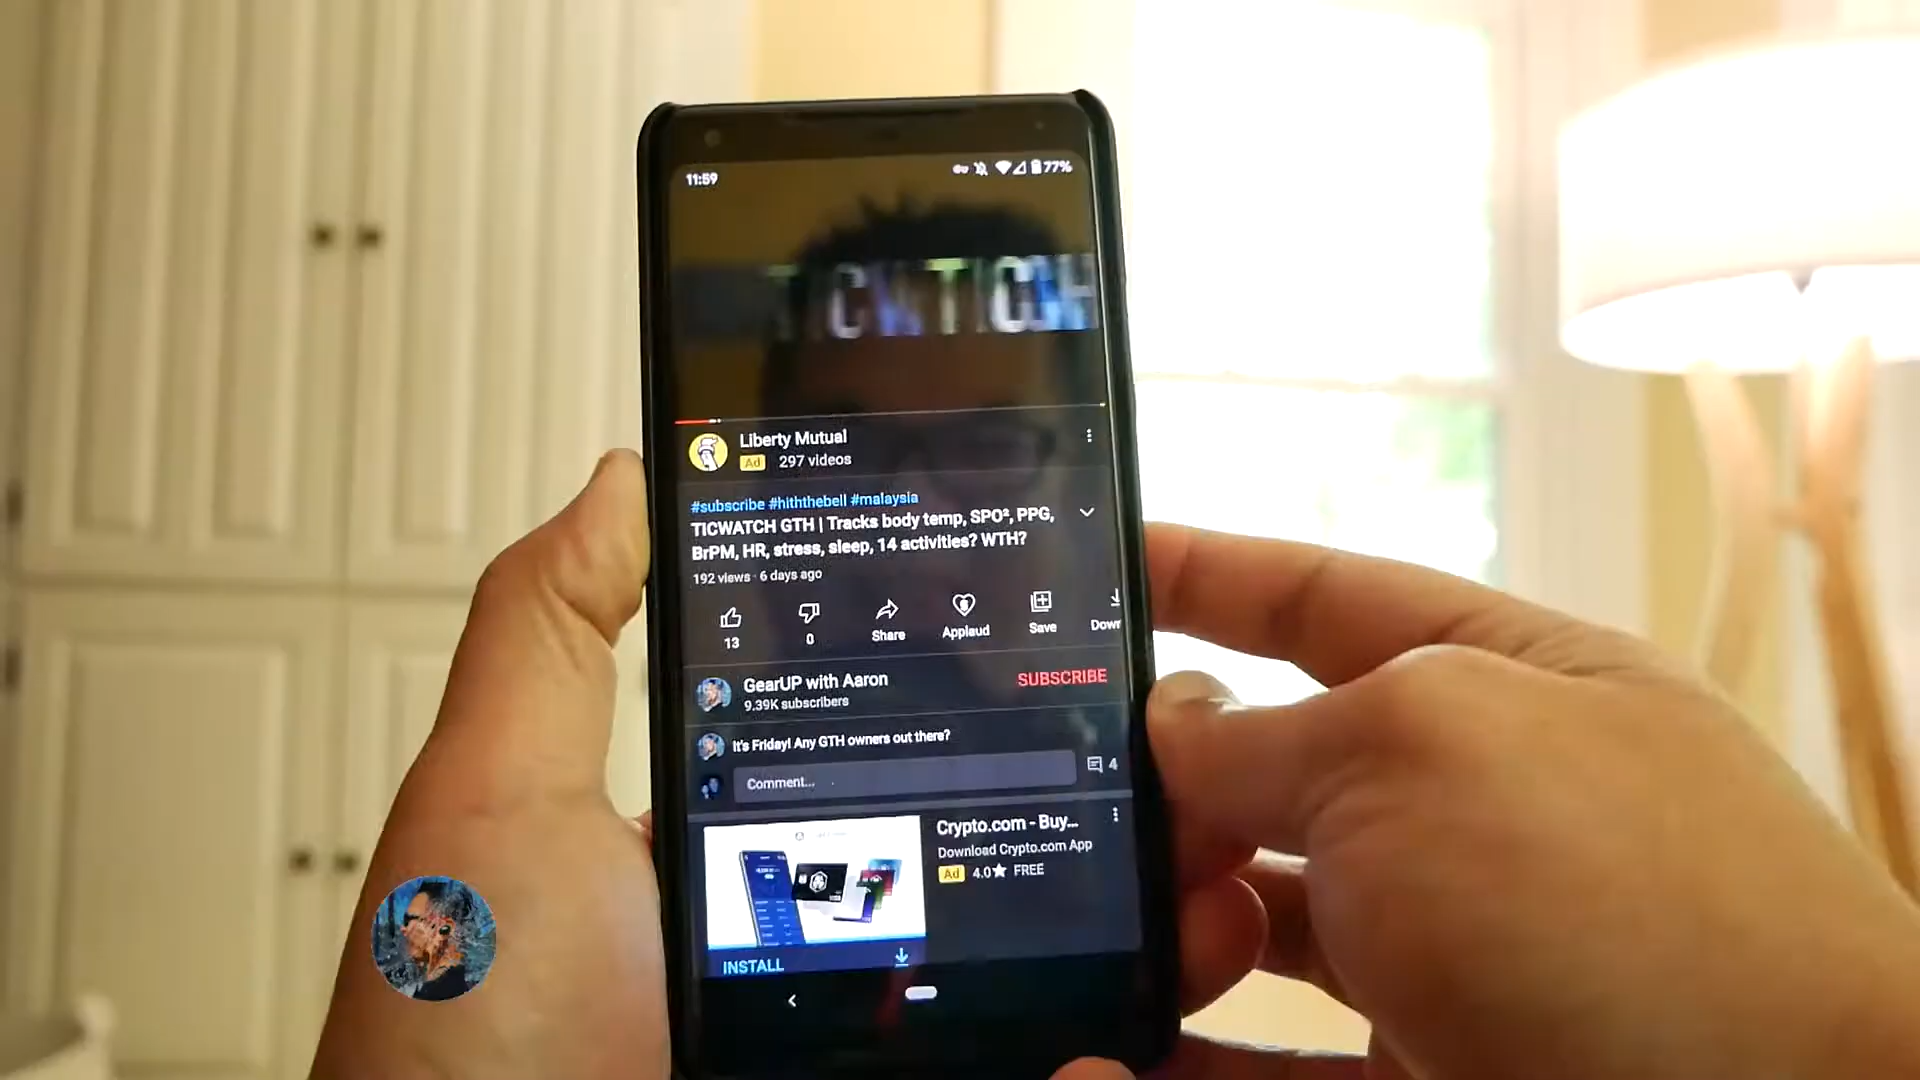 11:59
77%
Liberty Mutual
Ad 297 videos
#subscribe #hiththebell #malaysia
TICWATCH GTH | Tracks body temp, SPO², PPG,
BrPM, HR, stress, sleep, 14 activities? WTH?
192 views · 6 days ago
13
0
Share
Applaud
Save
Down
GearUP with Aaron
9.39K subscribers
SUBSCRIBE
It's Friday! Any GTH owners out there?
Comment...
4
Crypto.com - Buy...
Download Crypto.com App
Ad 4.0★ FREE
INSTALL